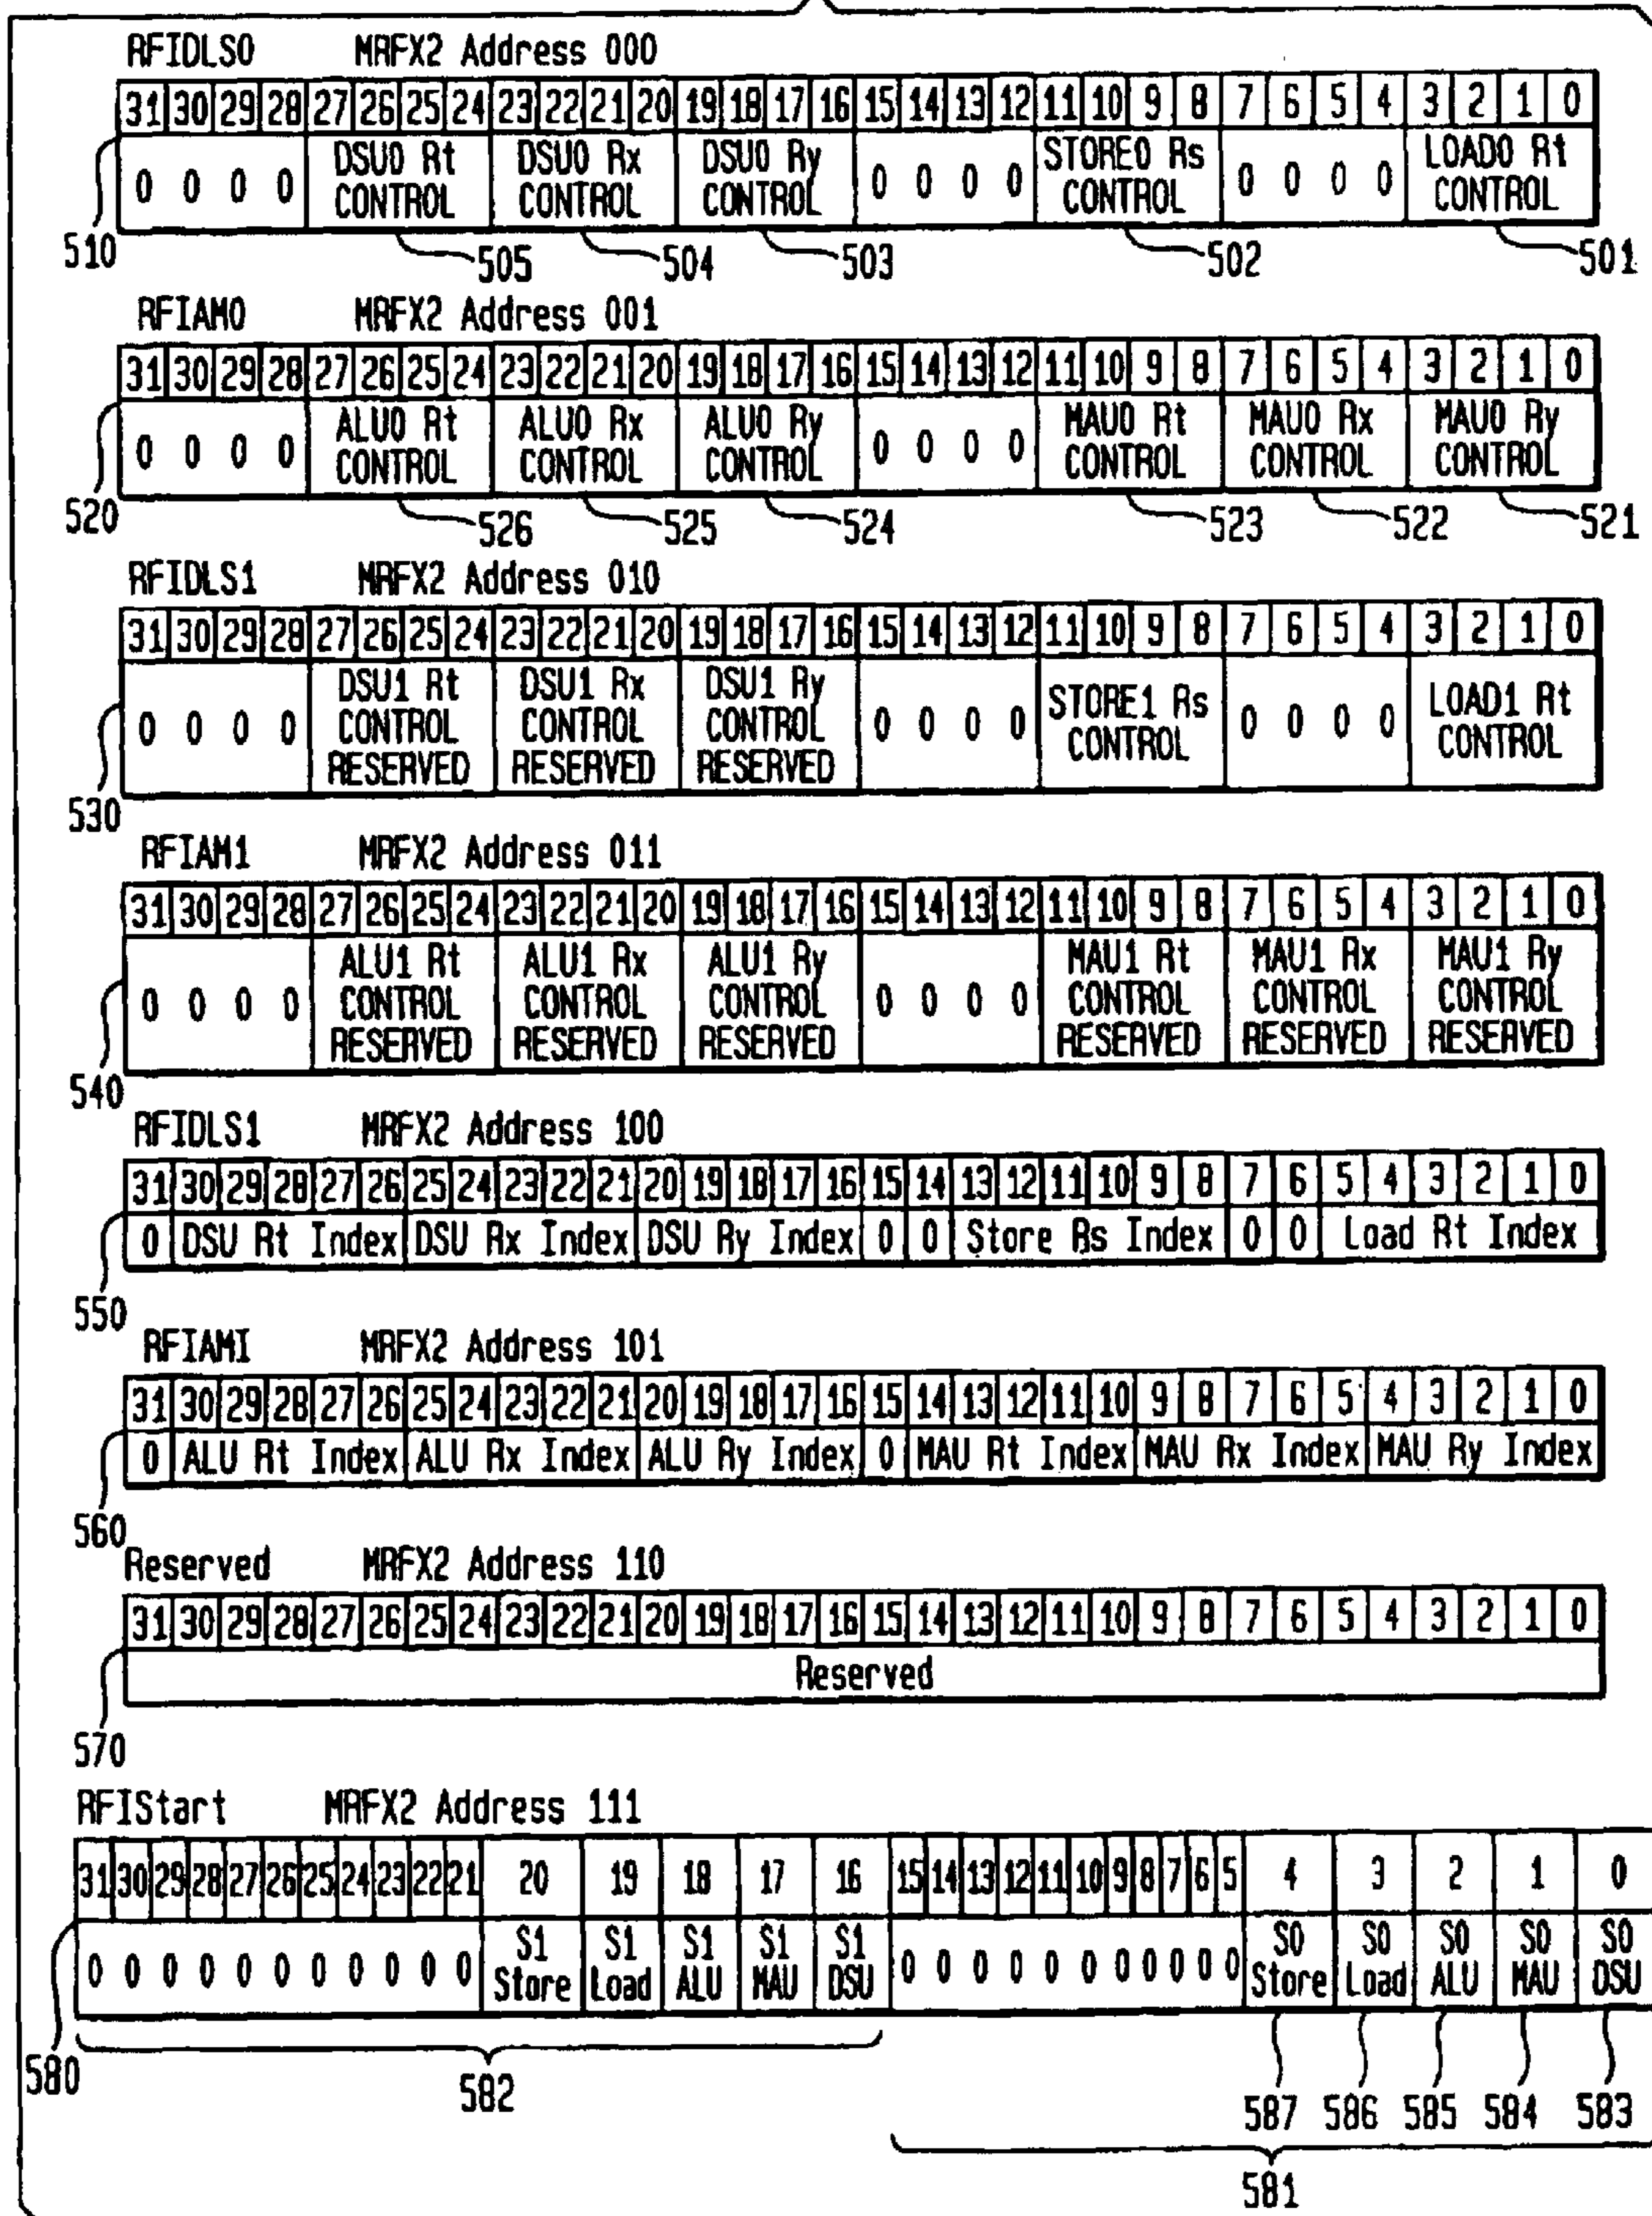 RFIDLS0 MRFX2 Address 000
31 30 29 28 27 26 25 24 23 22 21 20 19 18 17 16 15 14 13 12 11 10 9 8 7 6 5 4 3 2 1 0
0 0 0 0 DSU0 Rt CONTROL DSU0 Rx CONTROL DSU0 Ry CONTROL 0 0 0 0 STORE0 Rs CONTROL 0 0 0 0 LOAD0 Rt CONTROL
510 505 504 503 502 501
RFIAM0 MRFX2 Address 001
31 30 29 28 27 26 25 24 23 22 21 20 19 18 17 16 15 14 13 12 11 10 9 8 7 6 5 4 3 2 1 0
0 0 0 0 ALU0 Rt CONTROL ALU0 Rx CONTROL ALU0 Ry CONTROL 0 0 0 0 MAU0 Rt CONTROL MAU0 Rx CONTROL MAU0 Ry CONTROL
520 526 525 524 523 522 521
RFIDLS1 MRFX2 Address 010
31 30 29 28 27 26 25 24 23 22 21 20 19 18 17 16 15 14 13 12 11 10 9 8 7 6 5 4 3 2 1 0
0 0 0 0 DSU1 Rt CONTROL RESERVED DSU1 Rx CONTROL RESERVED DSU1 Ry CONTROL RESERVED 0 0 0 0 STORE1 Rs CONTROL 0 0 0 0 LOAD1 Rt CONTROL
530
RFIAM1 MRFX2 Address 011
31 30 29 28 27 26 25 24 23 22 21 20 19 18 17 16 15 14 13 12 11 10 9 8 7 6 5 4 3 2 1 0
0 0 0 0 ALU1 Rt CONTROL RESERVED ALU1 Rx CONTROL RESERVED ALU1 Ry CONTROL RESERVED 0 0 0 0 MAU1 Rt CONTROL RESERVED MAU1 Rx CONTROL RESERVED MAU1 Ry CONTROL RESERVED
540
RFIDLS1 MRFX2 Address 100
31 30 29 28 27 26 25 24 23 22 21 20 19 18 17 16 15 14 13 12 11 10 9 8 7 6 5 4 3 2 1 0
0 DSU Rt Index DSU Rx Index DSU Ry Index 0 0 Store Rs Index 0 0 Load Rt Index
550
RFIAMI MRFX2 Address 101
31 30 29 28 27 26 25 24 23 22 21 20 19 18 17 16 15 14 13 12 11 10 9 8 7 6 5 4 3 2 1 0
0 ALU Rt Index ALU Rx Index ALU Ry Index 0 MAU Rt Index MAU Rx Index MAU Ry Index
560
Reserved MRFX2 Address 110
31 30 29 28 27 26 25 24 23 22 21 20 19 18 17 16 15 14 13 12 11 10 9 8 7 6 5 4 3 2 1 0
Reserved
570
RFIStart MRFX2 Address 111
31 30 29 28 27 26 25 24 23 22 21 20 19 18 17 16 15 14 13 12 11 10 9 8 7 6 5 4 3 2 1 0
0 0 0 0 0 0 0 0 0 0 0 S1 Store S1 Load S1 ALU S1 MAU S1 DSU 0 0 0 0 0 0 0 0 0 0 0 S0 Store S0 Load S0 ALU S0 MAU S0 DSU
580 582 587 586 585 584 583
581